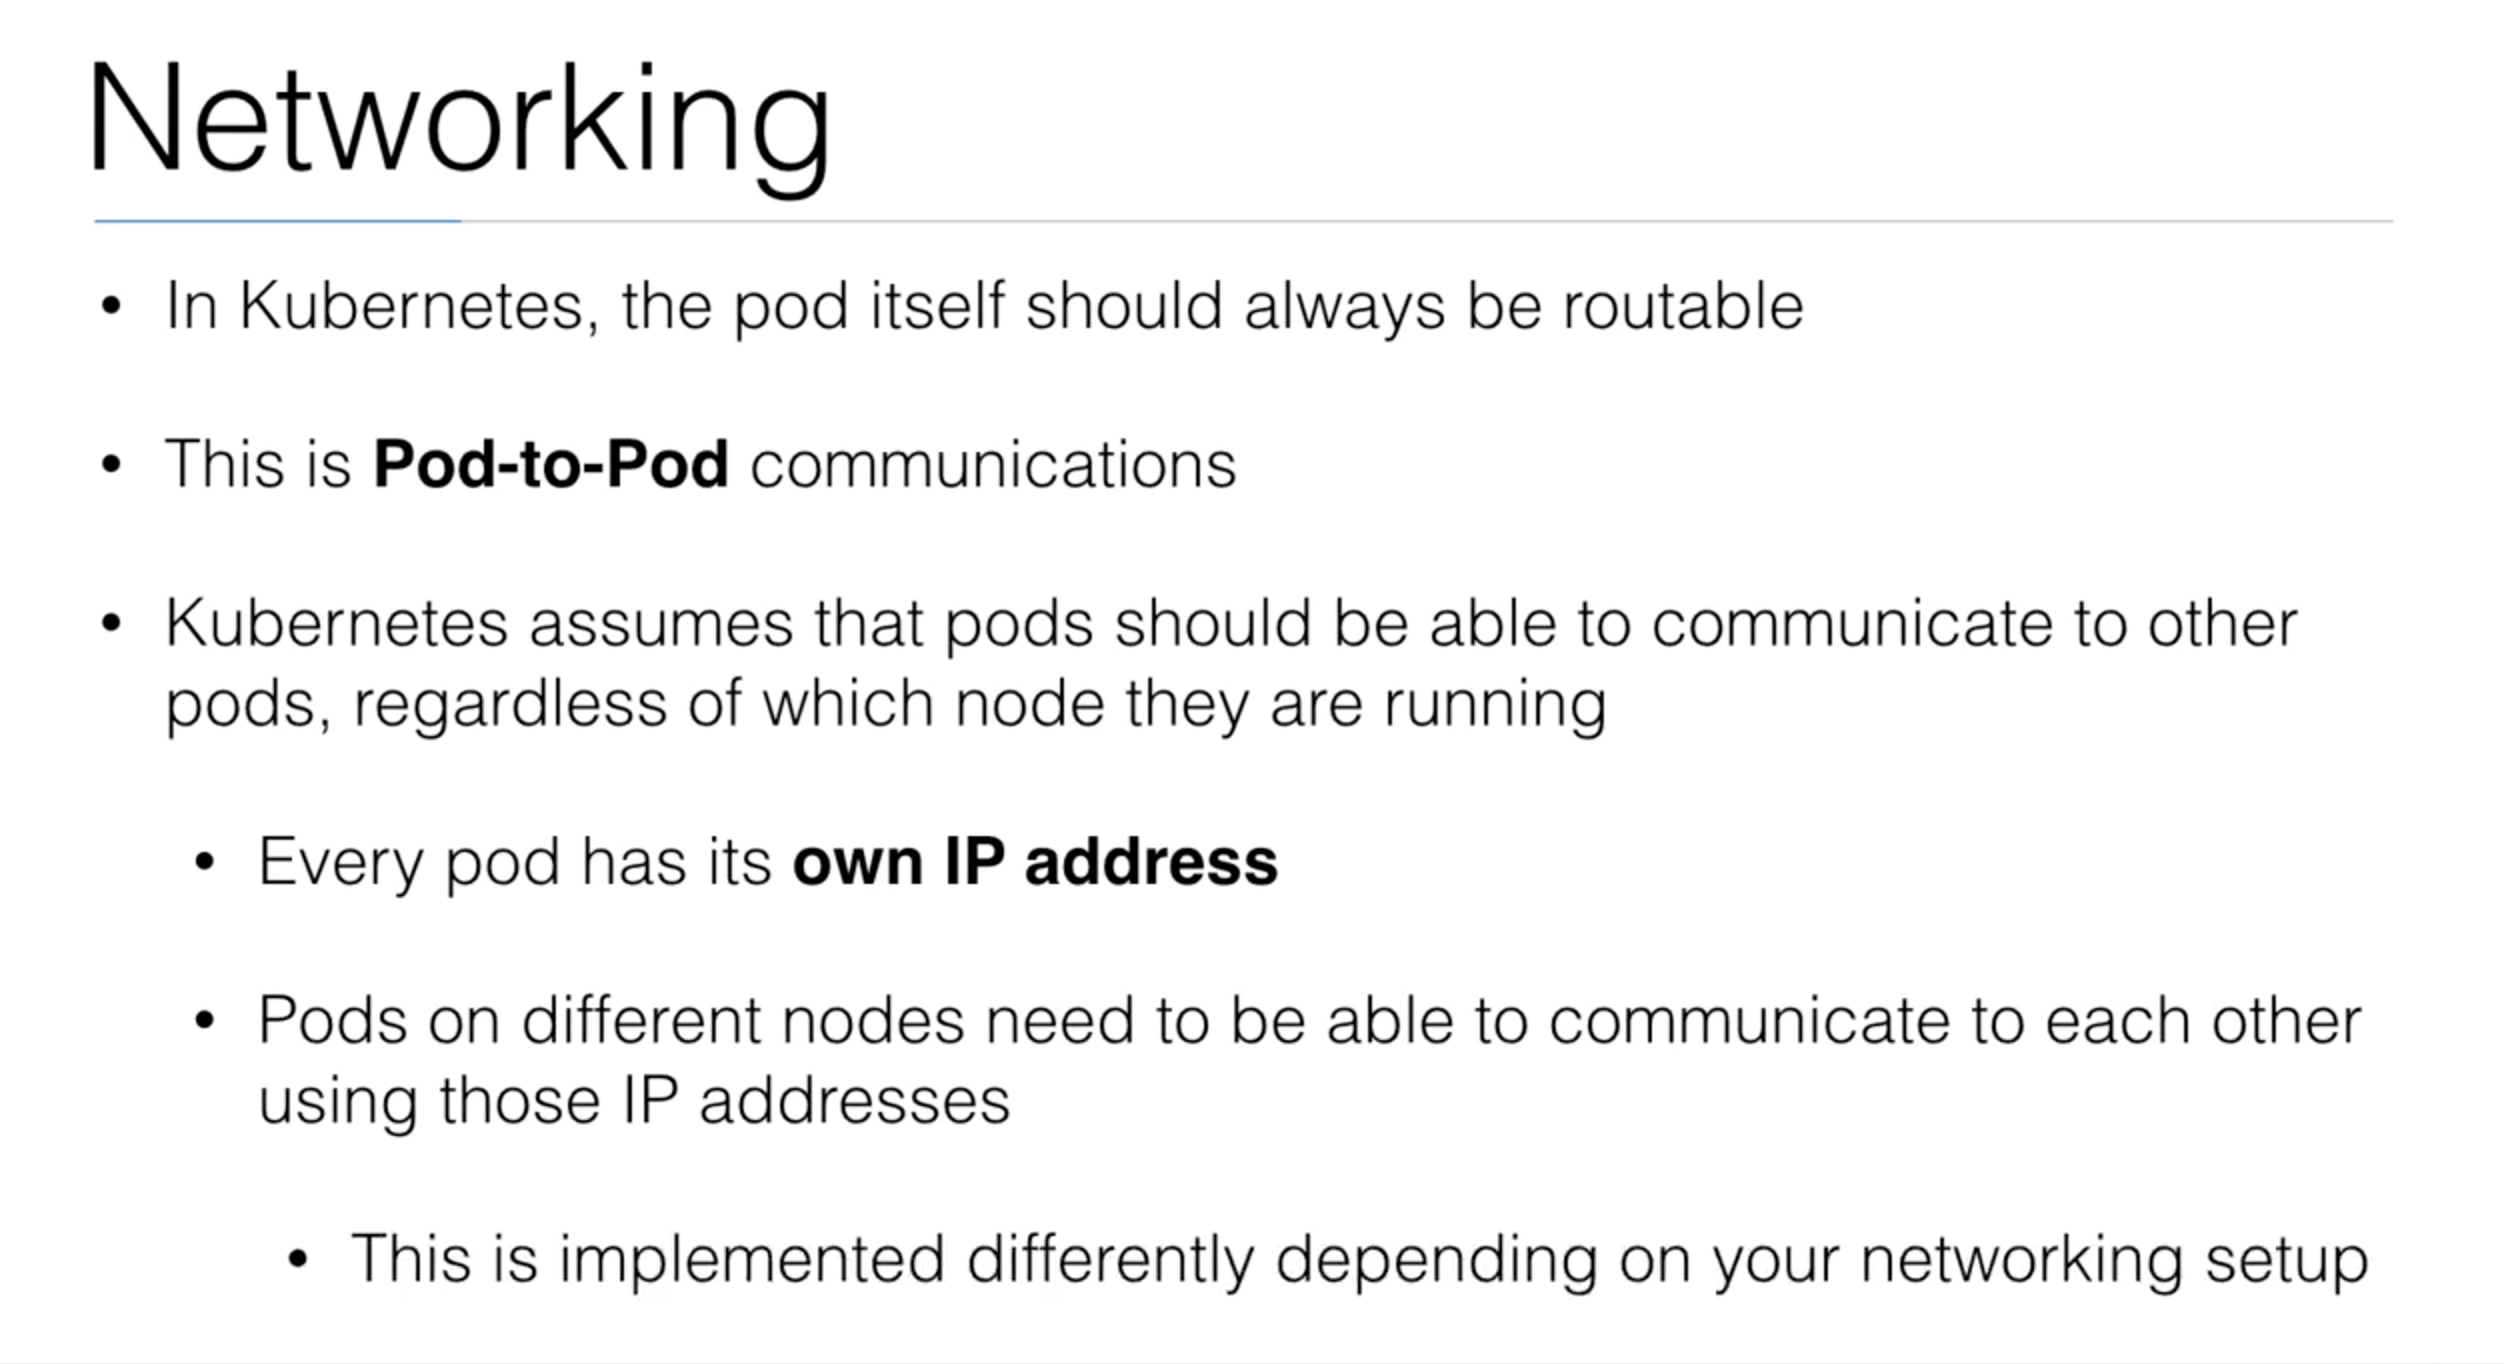 Networking
• In Kubernetes, the pod itself should always be routable
• This is Pod-to-Pod communications
• Kubernetes assumes that pods should be able to communicate to other
pods, regardless of which node they are running
• Every pod has its own IP address
• Pods on different nodes need to be able to communicate to each other
using those IP addresses
• This is implemented differently depending on your networking setup